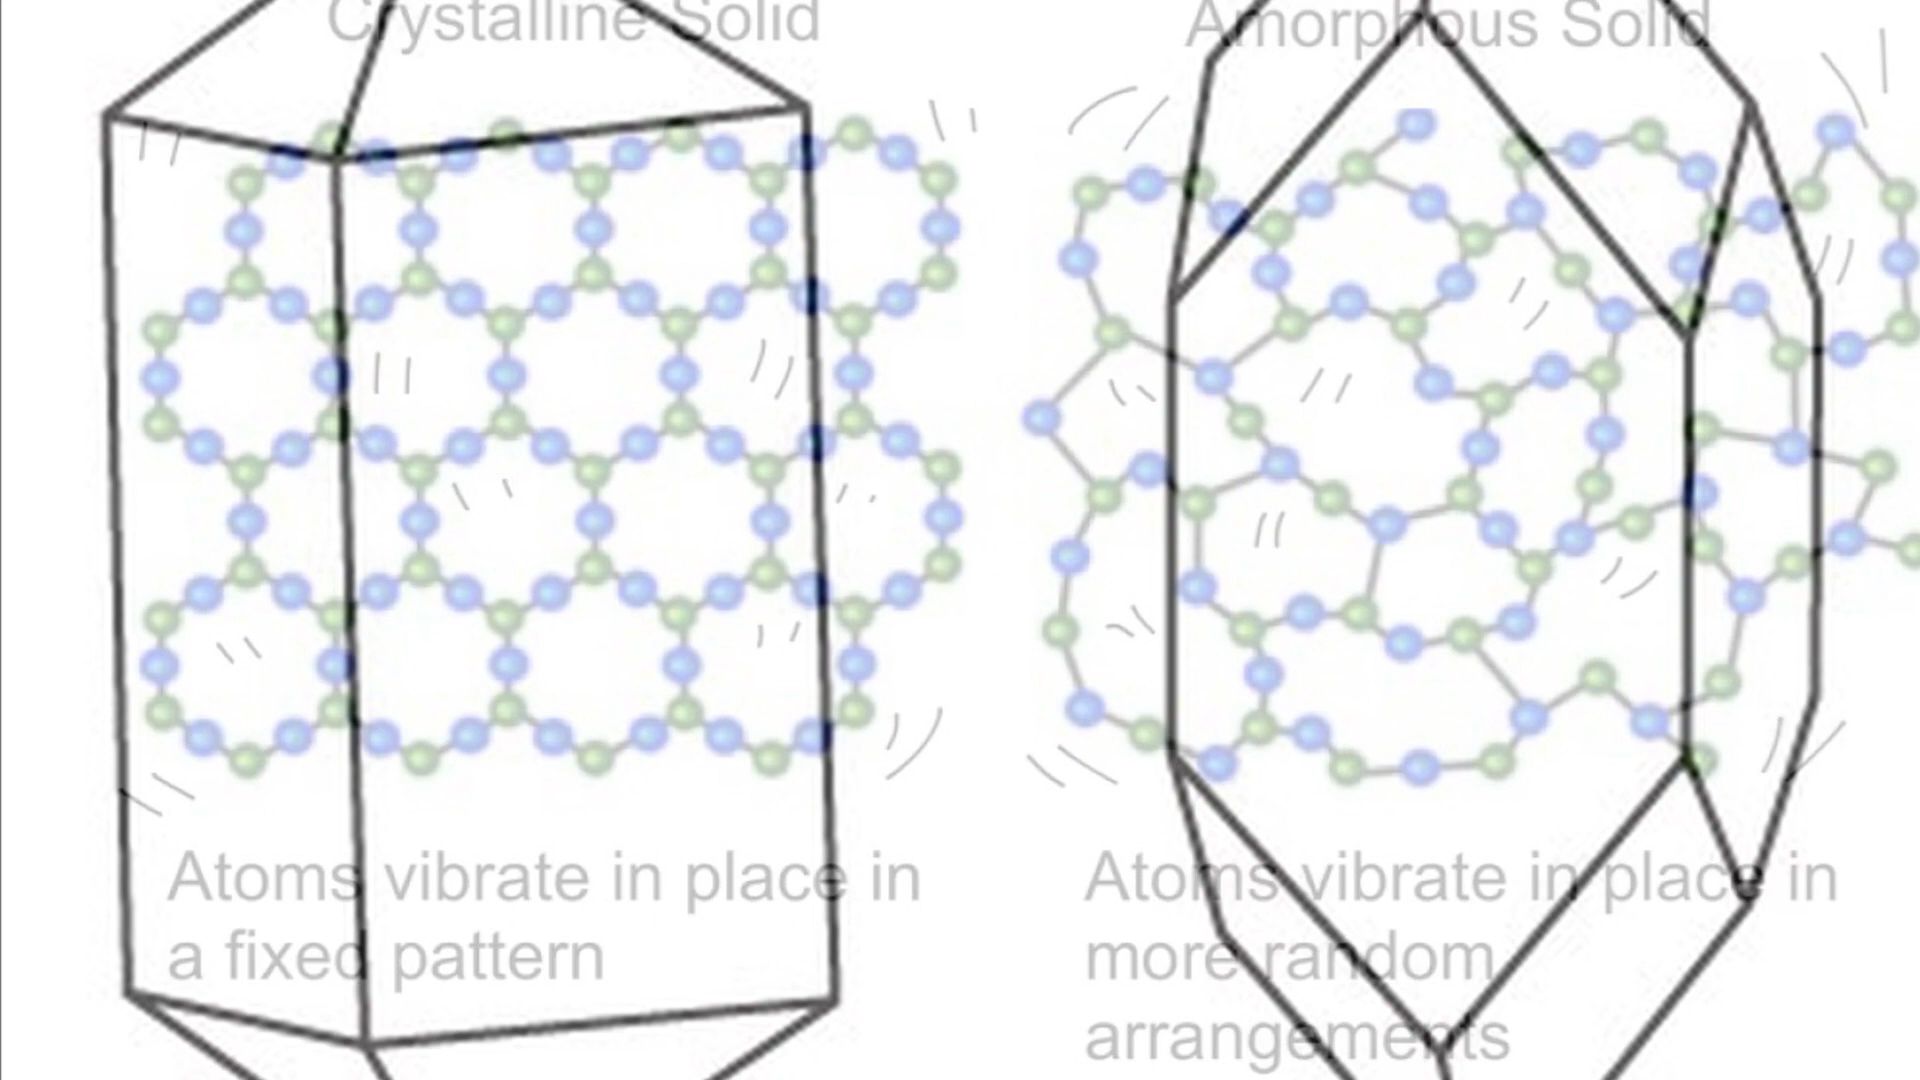 Crystalline Solid
Amorphous Solid
Atoms vibrate in place in
a fixed pattern
Atoms vibrate in place in
more random
arrangements